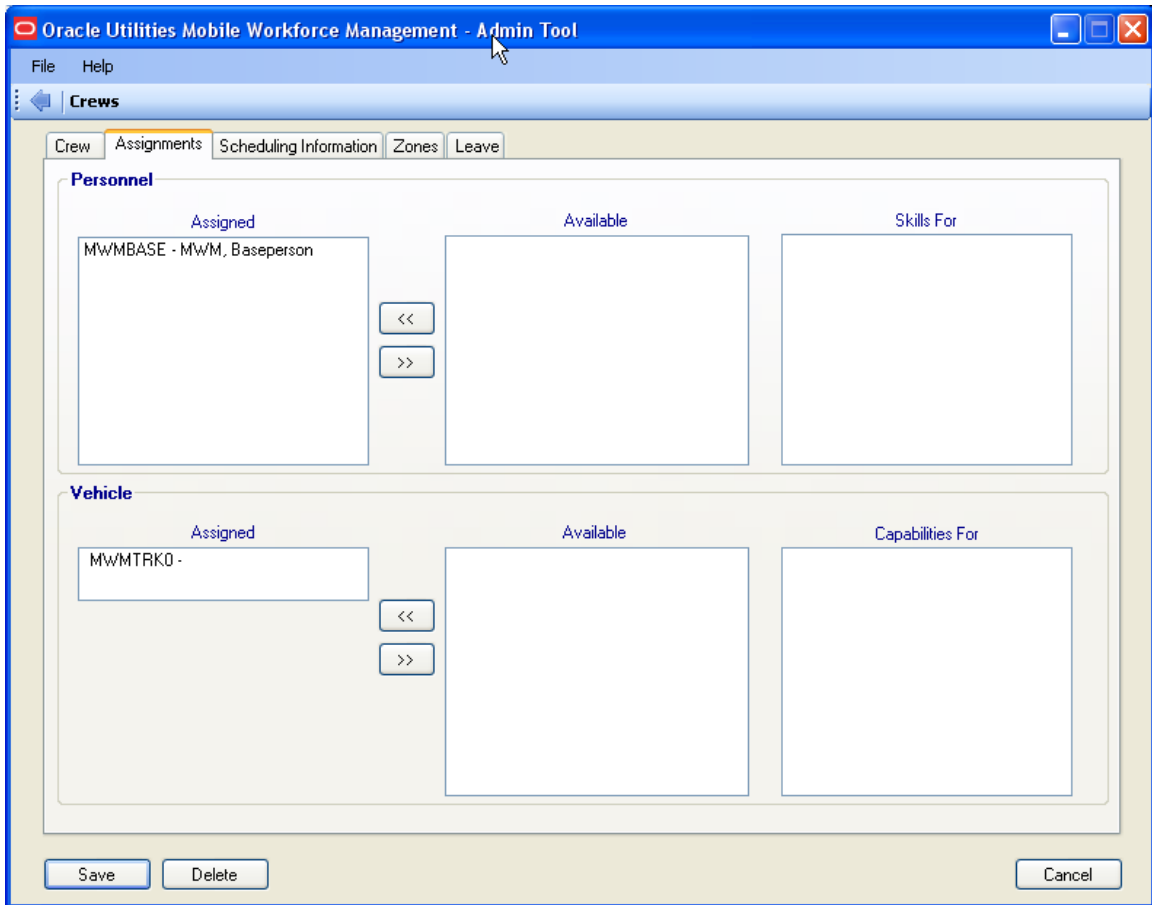 Oracle Utilities Mobile Workforce Management - Admin Tool
File Help
Crews
Crew Assignments Scheduling Information Zones Leave
Personnel
Assigned Available Skills For
MWMBASE - MWM, Baseperson
<<
>>
Vehicle
Assigned Available Capabilities For
MWMTRK0 -
<<
>>
Save Delete Cancel